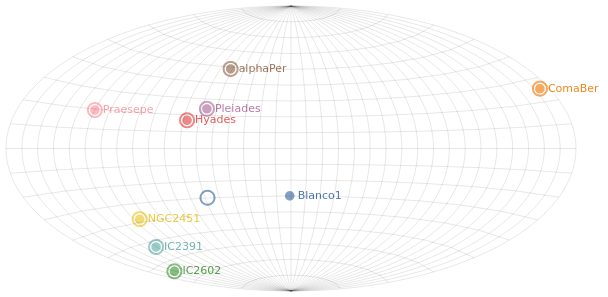 alphaPer
ComaBer
Praesepe
Pleiades
Hyades
Blanco1
NGC2451
IC2391
IC2602